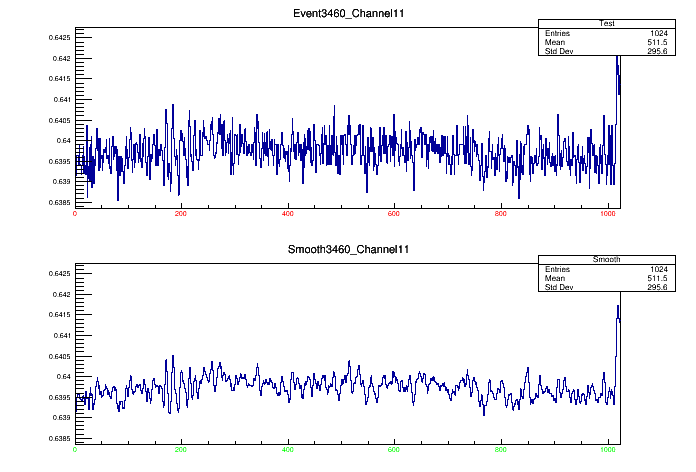 Event3460_Channel11
Test
Entries 1024
Mean 511.5
Std Dev 295.6
0.6425
0.642
0.6415
0.641
0.6405
0.64
0.6395
0.639
0.6385
0 200 400 600 800 1000
Smooth3460_Channel11
Smooth
Entries 1024
Mean 511.5
Std Dev 295.6
0.6425
0.642
0.6415
0.641
0.6405
0.64
0.6395
0.639
0.6385
0 200 400 600 800 1000